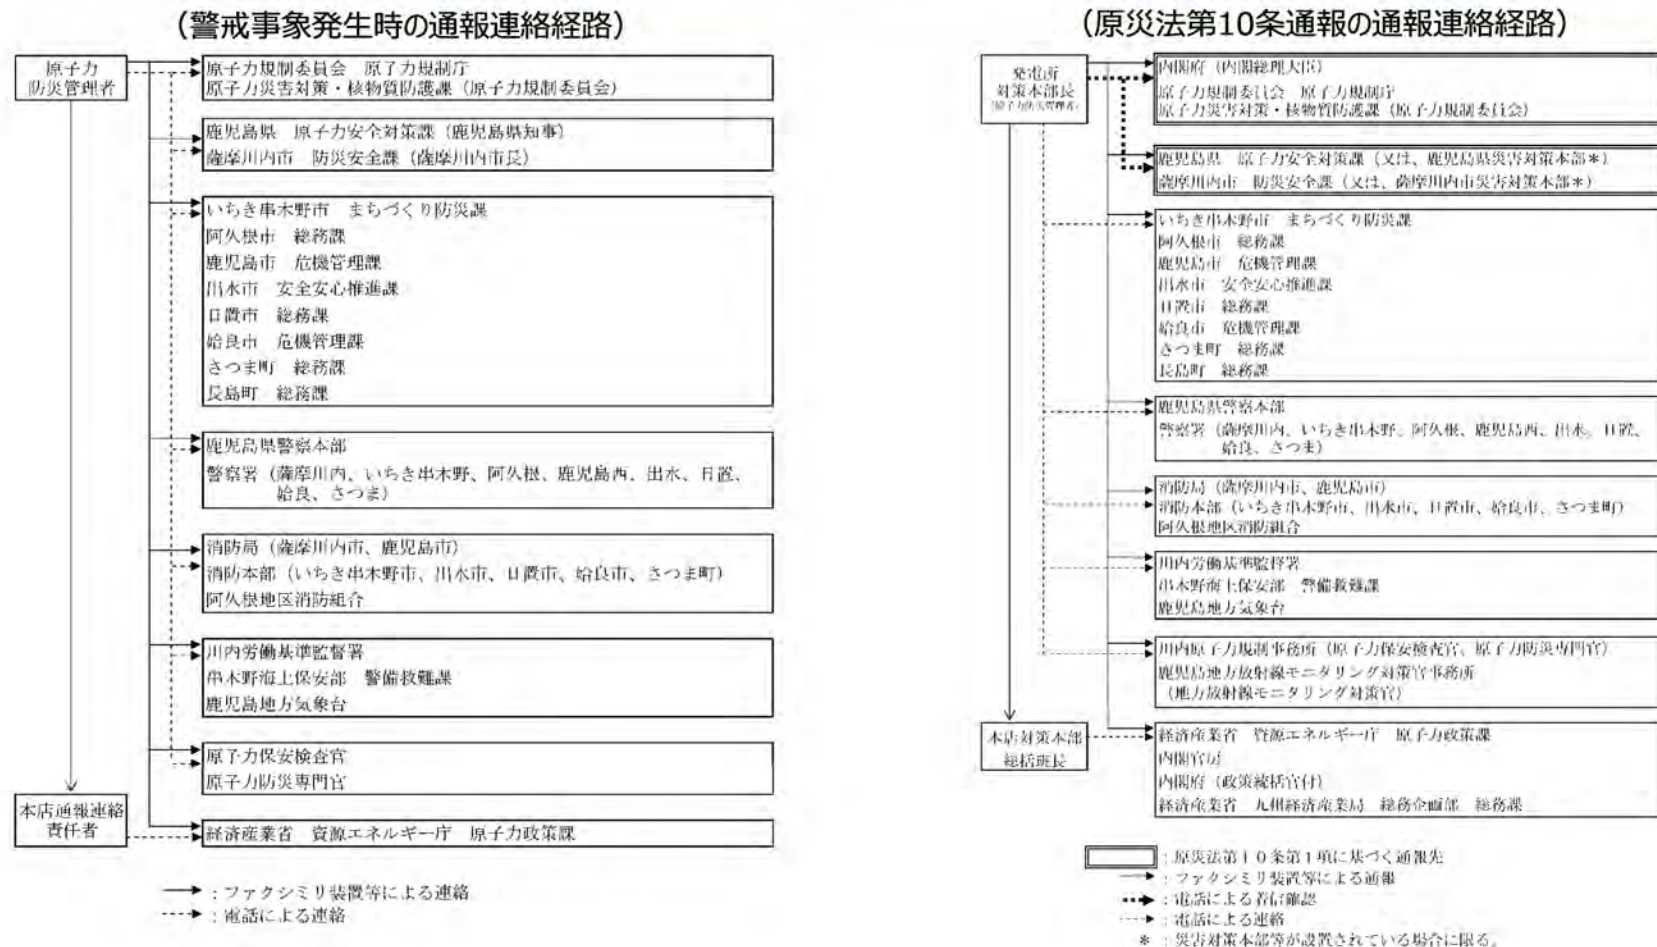 (警戒事象発生時の通報連絡経路)
原子力
防災管理者
原子力規制委員会 原子力規制庁
原子力災害対策・核物質防護課(原子力規制委員会)
鹿児島県 原子力安全対策課(鹿児島県知事)
薩摩川内市 防災安全課(薩摩川内市長)
いちき串木野市 まちづくり防災課
阿久根市 総務課
鹿児島市 危機管理課
出水市 安全安心推進課
日置市 総務課
姶良市 危機管理課
さつま町 総務課
長島町 総務課
鹿児島県警察本部
警察署(薩摩川内、いちき串木野、阿久根、鹿児島西、出水、日置、
姶良、さつま)
消防局(薩摩川内市、鹿児島市)
消防本部(いちき串木野市、出水市、日置市、姶良市、さつま町)
阿久根地区消防組合
川内労働基準監督署
串木野海上保安部 警備救難課
鹿児島地方気象台
原子力保安検査官
原子力防災専門官
本店通報連絡
責任者
経済産業省 資源エネルギー庁 原子力政策課
→:ファクシミリ装置等による連絡
----▶:電話による連絡
(原災法第10条通報の通報連絡経路)
発電所
対策本部長
(原子力防災管理者)
内閣府(内閣総理大臣)
原子力規制委員会 原子力規制庁
原子力災害対策・核物質防護課(原子力規制委員会)
鹿児島県 原子力安全対策課(又は、鹿児島県災害対策本部*)
薩摩川内市 防災安全課(又は、薩摩川内市災害対策本部*)
いちき串木野市 まちづくり防災課
阿久根市 総務課
鹿児島市 危機管理課
出水市 安全安心推進課
日置市 総務課
姶良市 危機管理課
さつま町 総務課
長島町 総務課
鹿児島県警察本部
警察署(薩摩川内、いちき串木野、阿久根、鹿児島西、出水、日置、
姶良、さつま)
消防局(薩摩川内市、鹿児島市)
消防本部(いちき串木野市、出水市、日置市、姶良市、さつま町)
阿久根地区消防組合
川内労働基準監督署
串木野海上保安部 警備救難課
鹿児島地方気象台
川内原子力規制事務所(原子力保安検査官、原子力防災専門官)
鹿児島地方放射線モニタリング対策官事務所
(地方放射線モニタリング対策官)
本店対策本部
総括班長
経済産業省 資源エネルギー庁 原子力政策課
内閣官房
内閣府(政策統括官付)
経済産業省 九州経済産業局 総務企画部 総務課
:原災法第10条第1項に基づく通報先
:ファクシミリ装置等による通報
:電話による着信確認
:電話による連絡
* :災害対策本部等が設置されている場合に限る。